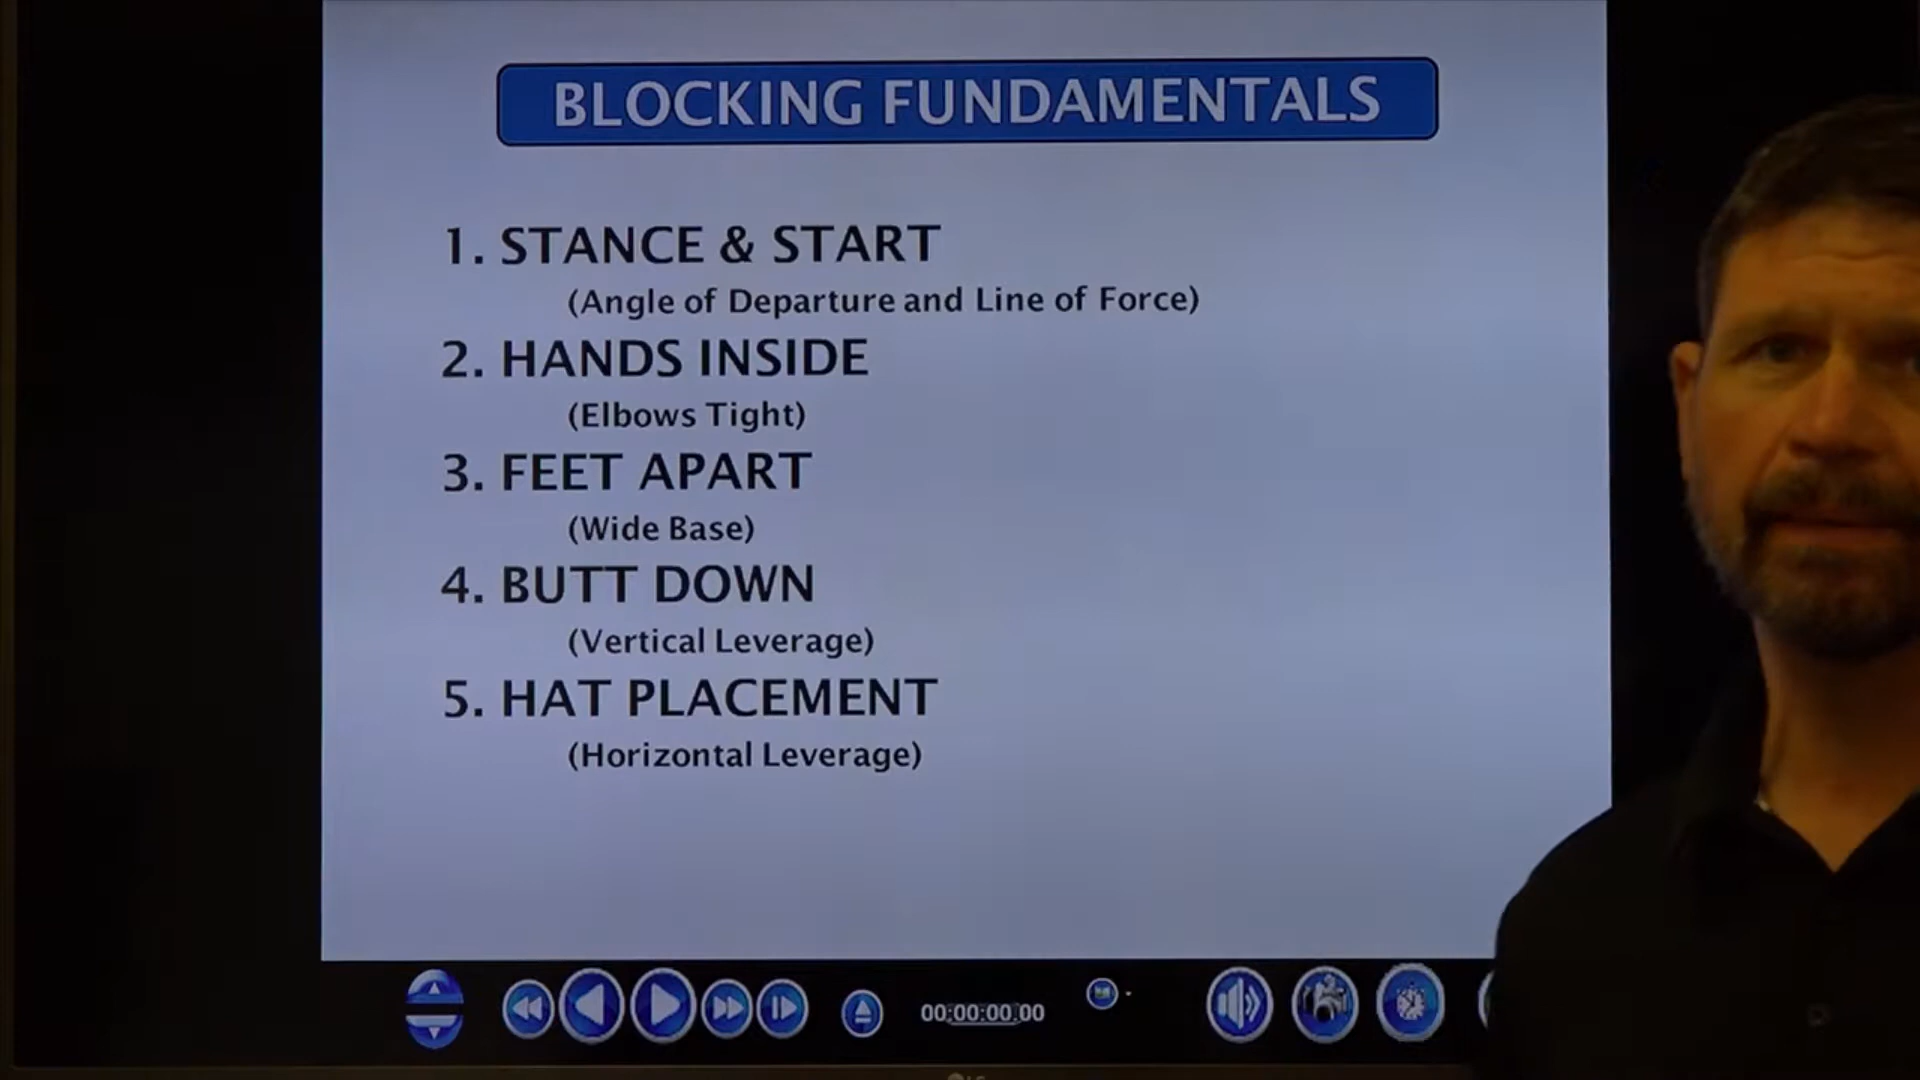 BLOCKING FUNDAMENTALS
1. STANCE & START
(Angle of Departure and Line of Force)
2. HANDS INSIDE
(Elbows Tight)
3. FEET APART
(Wide Base)
4. BUTT DOWN
(Vertical Leverage)
5. HAT PLACEMENT
(Horizontal Leverage)
00:00:00.00